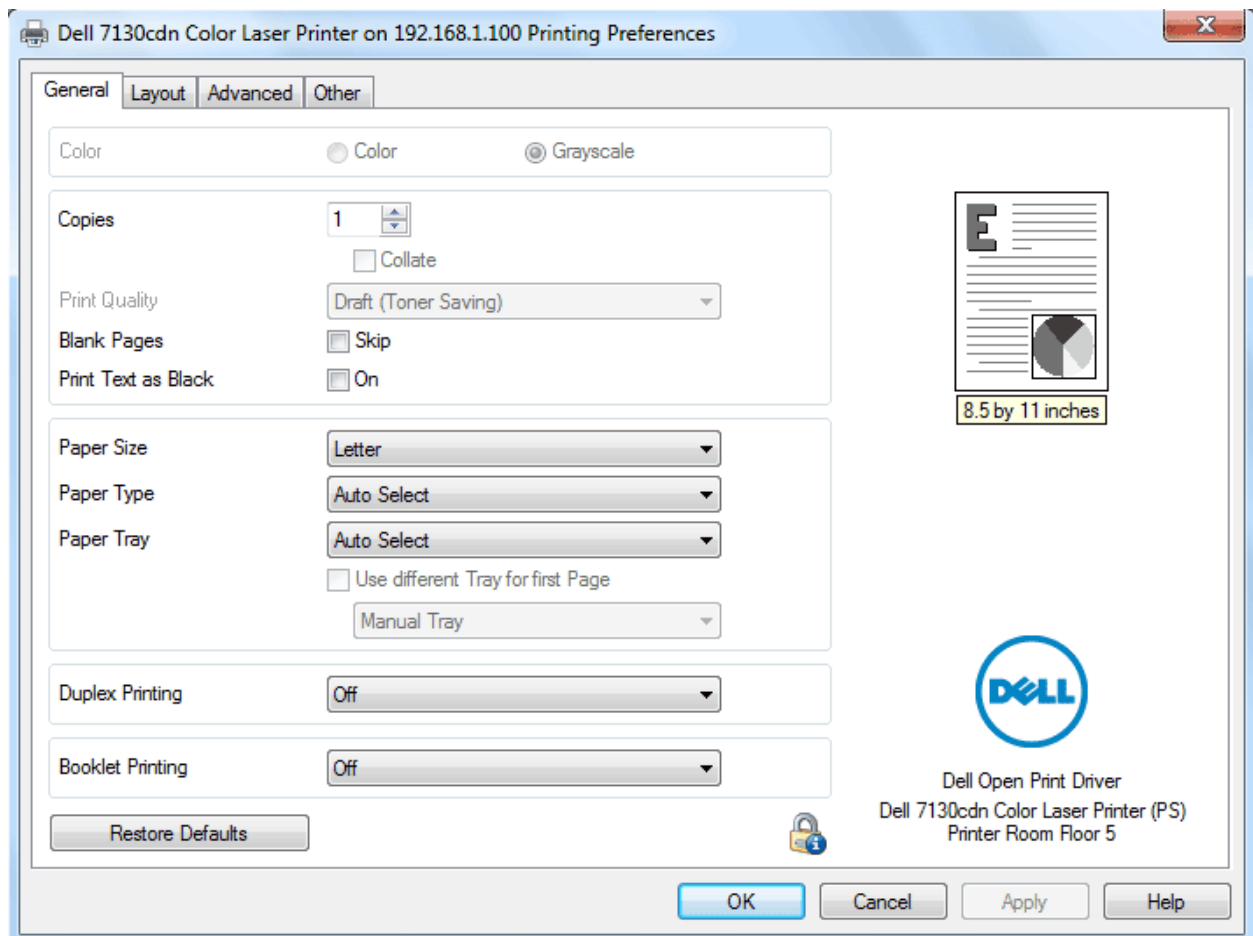 Dell 7130cdn Color Laser Printer on 192.168.1.100 Printing Preferences
General Layout Advanced Other
Color Color Grayscale
Copies 1
Collate
Print Quality Draft (Toner Saving)
Blank Pages Skip
Print Text as Black On
E
8.5 by 11 inches
Paper Size Letter
Paper Type Auto Select
Paper Tray Auto Select
Use different Tray for first Page
Manual Tray
Duplex Printing Off
DELL
Booklet Printing Off
Dell Open Print Driver
Dell 7130cdn Color Laser Printer (PS)
Printer Room Floor 5
Restore Defaults
OK Cancel Apply Help